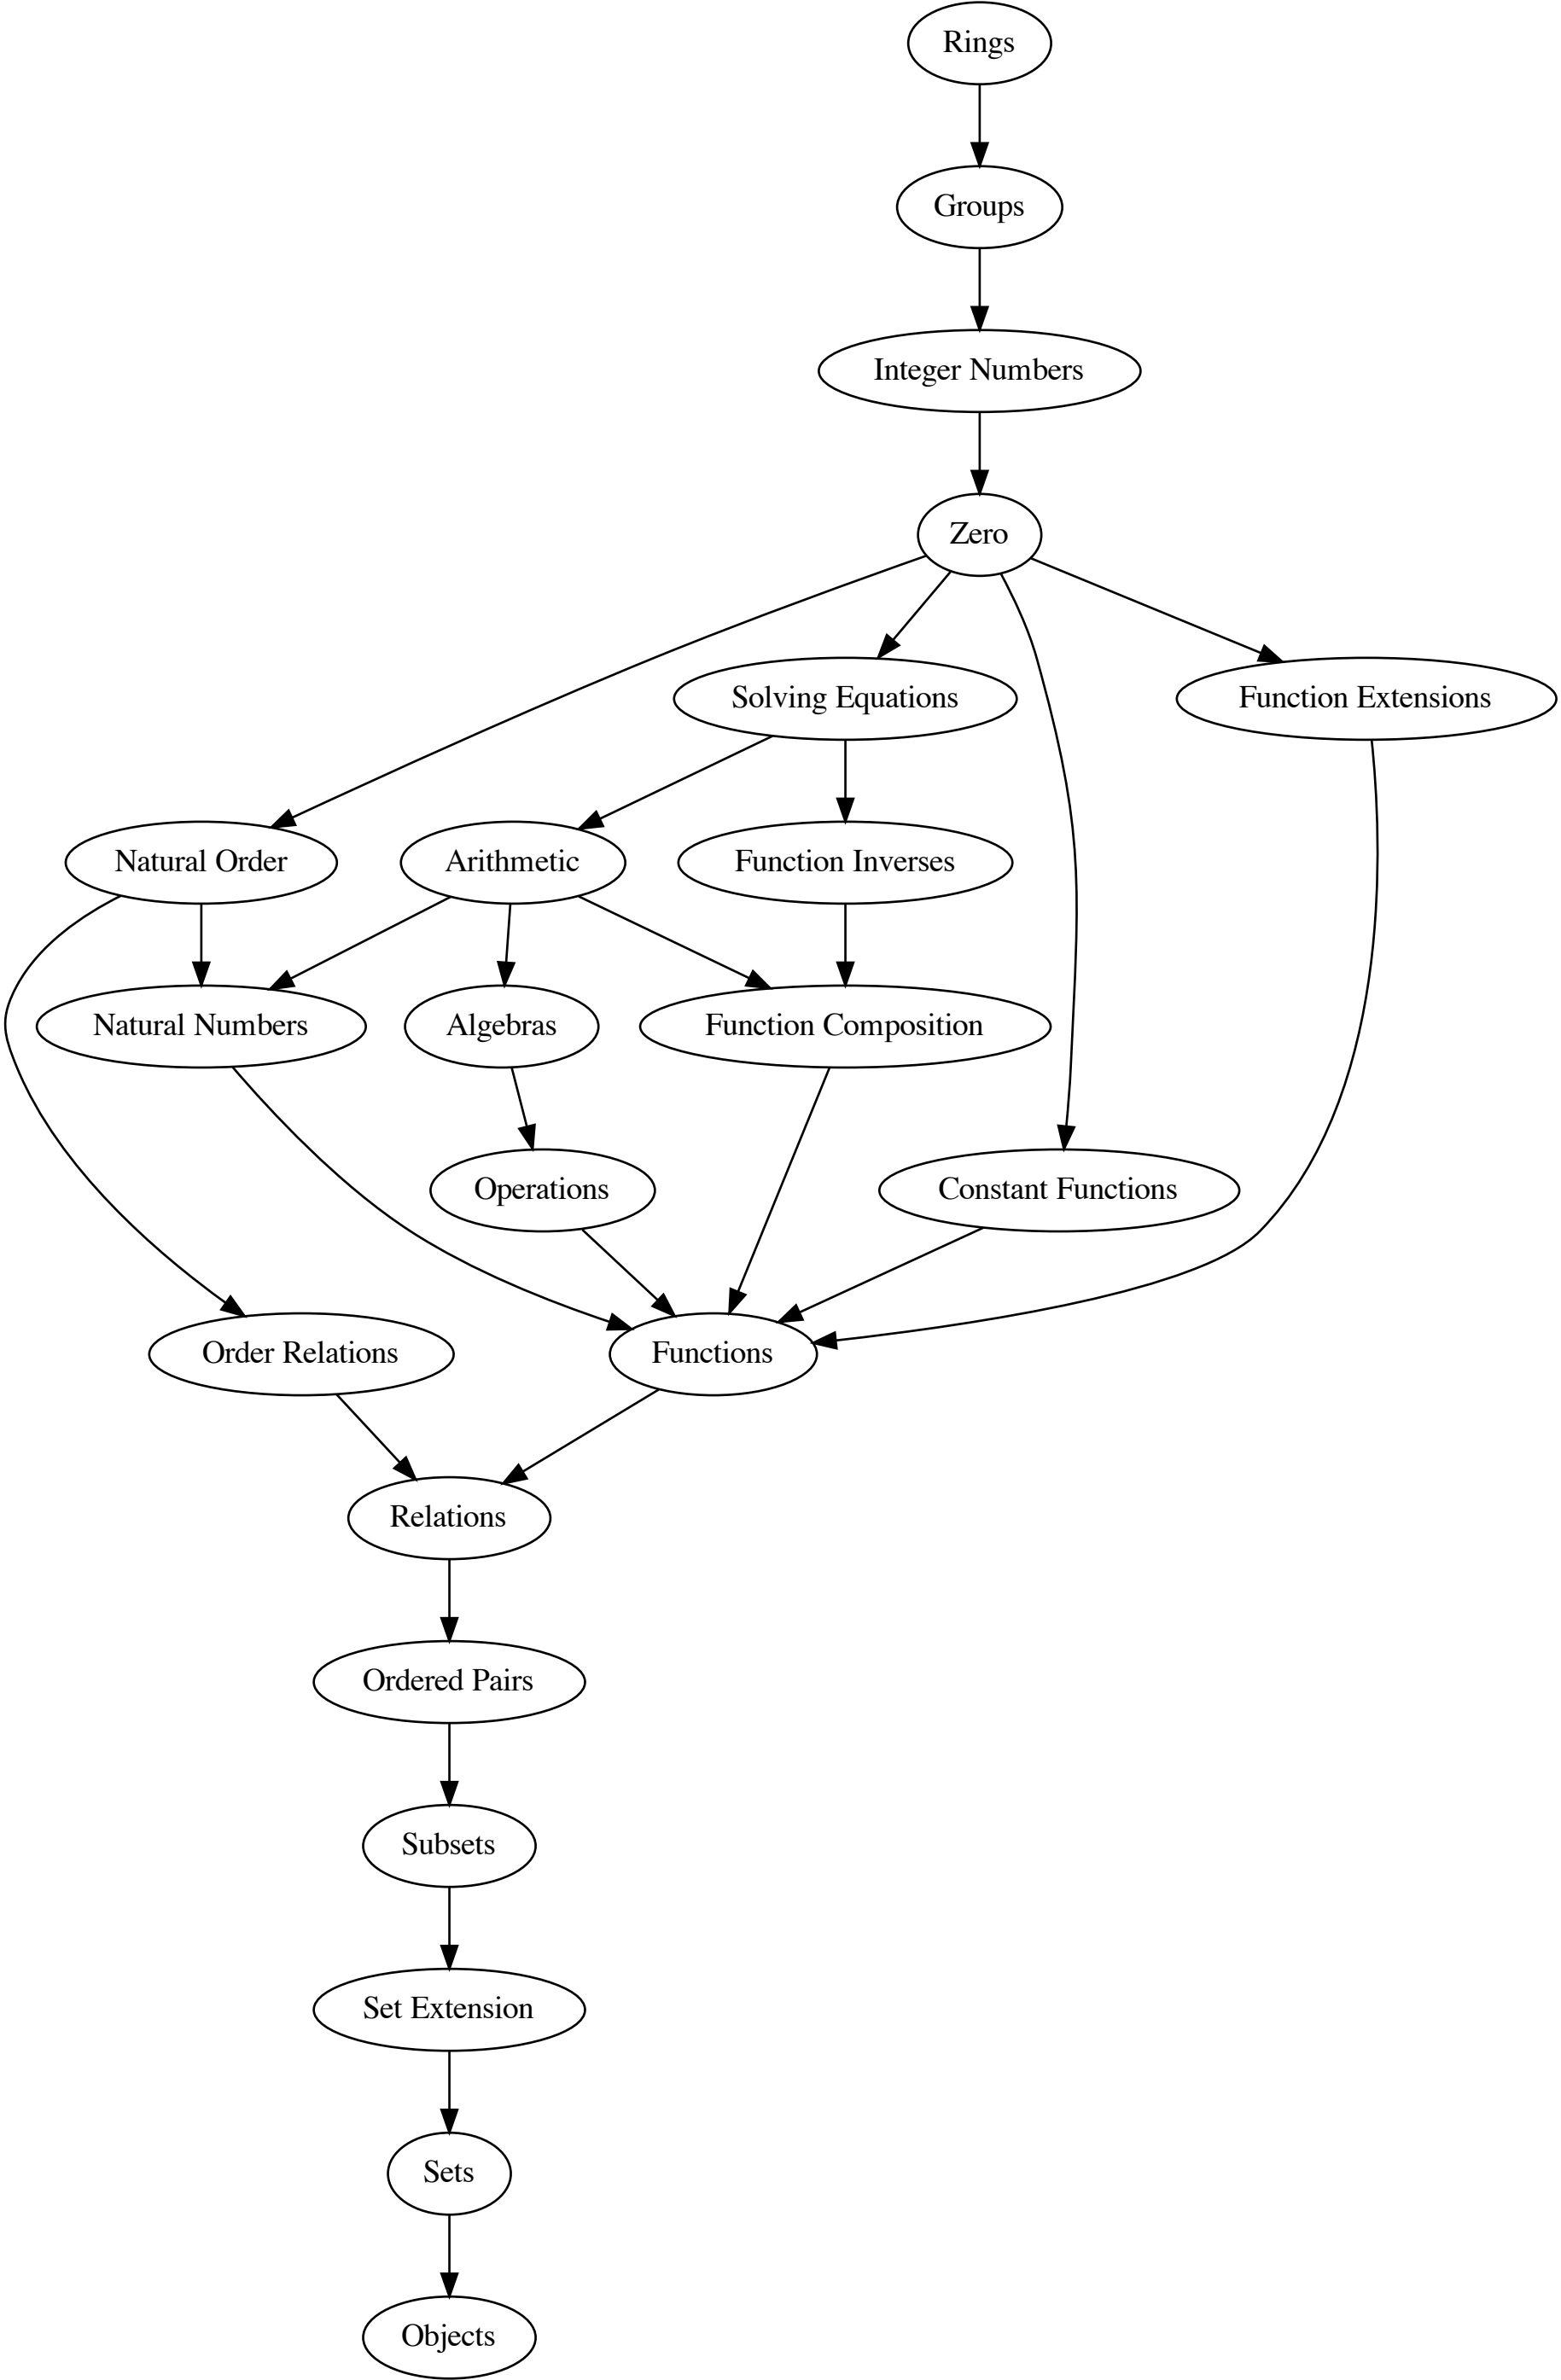 Rings
Groups
Integer Numbers
Zero
Solving Equations
Function Extensions
Natural Order
Arithmetic
Function Inverses
Natural Numbers
Algebras
Function Composition
Operations
Constant Functions
Order Relations
Functions
Relations
Ordered Pairs
Subsets
Set Extension
Sets
Objects